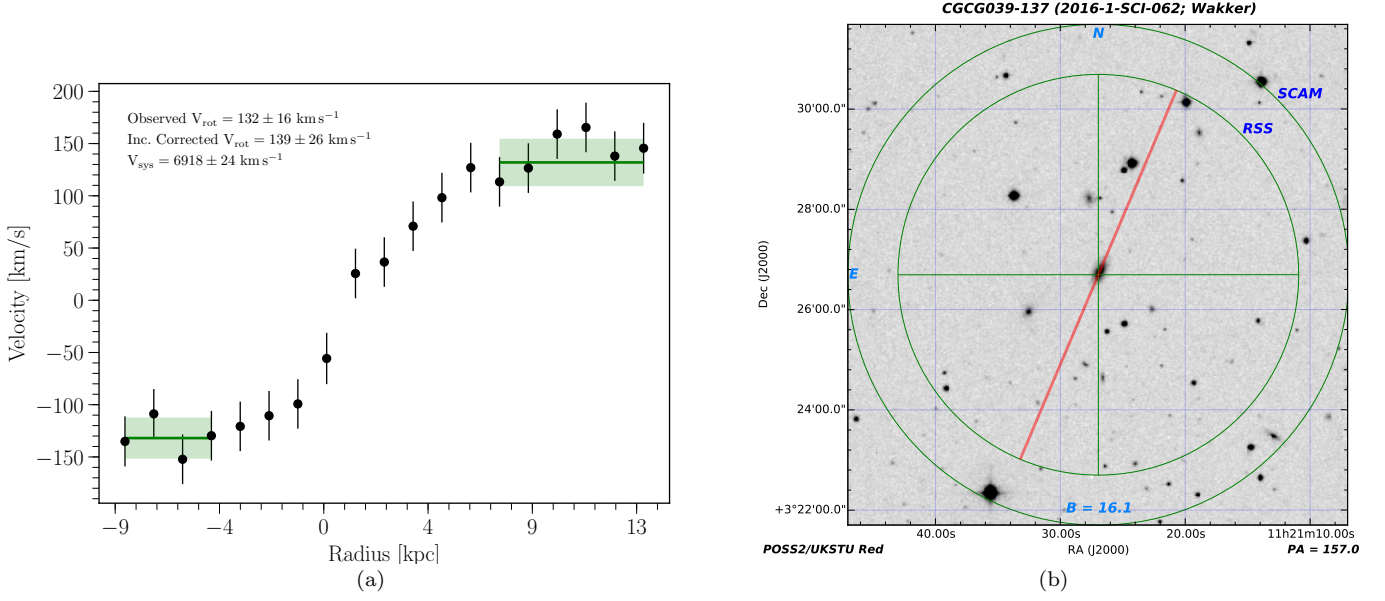 Observed V_rot = 132 ± 16 km s^−1
Inc. Corrected V_rot = 139 ± 26 km s^−1
V_sys = 6918 ± 24 km s^−1
200
150
100
50
0
−50
−100
−150
Velocity [km/s]
−9 −4 0 4 9 13
Radius [kpc]
(a)
CGCG039-137 (2016-1-SCI-062; Wakker)
N
SCAM
RSS
E
30'00.0"
28'00.0"
26'00.0"
24'00.0"
+3°22'00.0"
Dec (J2000)
B = 16.1
40.00s 30.00s 20.00s 11h21m10.00s
POSS2/UKSTU Red
RA (J2000)
PA = 157.0
(b)